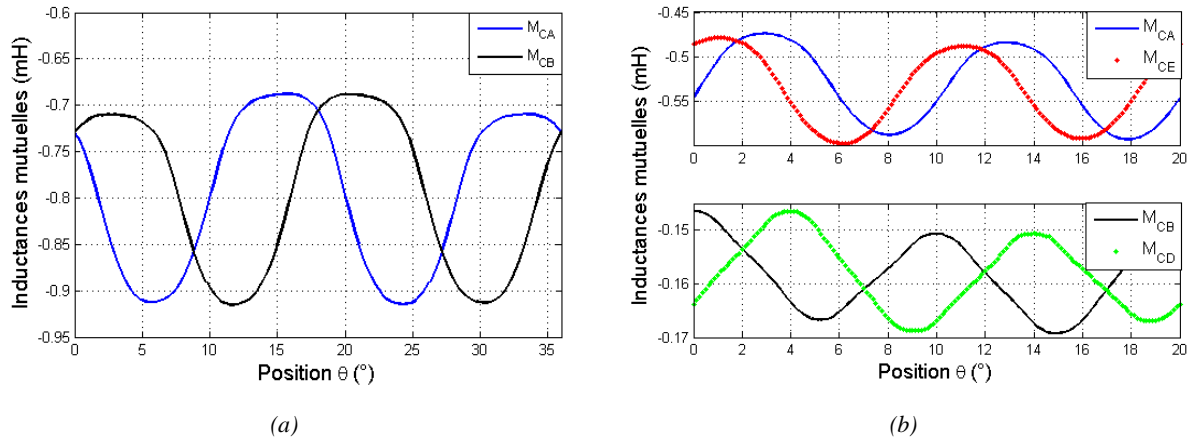 -0.6
-0.65
-0.7
-0.75
-0.8
-0.85
-0.9
-0.95
Inductances mutuelles (mH)
M_CA
M_CB
0 5 10 15 20 25 30 35
Position θ (°)
(a)
-0.45
-0.5
-0.55
M_CA
M_CE
0 2 4 6 8 10 12 14 16 18 20
Inductances mutuelles (mH)
-0.15
-0.16
-0.17
M_CB
M_CD
0 2 4 6 8 10 12 14 16 18 20
Position θ (°)
(b)